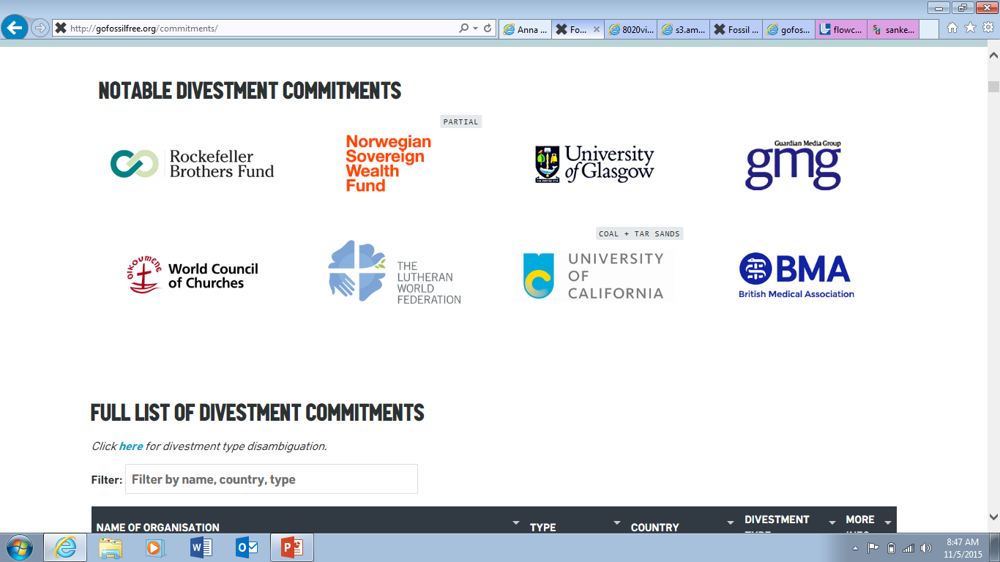 http://gofossilfree.org/commitments/
Anna ...
Fo...
8020vi...
s3.am...
Fossil ...
gofos...
flowc...
sanke...
NOTABLE DIVESTMENT COMMITMENTS
PARTIAL
Rockefeller
Brothers Fund
Norwegian
Sovereign
Wealth
Fund
University
of Glasgow
Guardian Media Group
gmg
COAL + TAR SANDS
OIKOUMENE
World Council
of Churches
THE
LUTHERAN
WORLD
FEDERATION
UNIVERSITY
OF
CALIFORNIA
BMA
British Medical Association
FULL LIST OF DIVESTMENT COMMITMENTS
Click here for divestment type disambiguation.
Filter: Filter by name, country, type
NAME OF ORGANISATION
TYPE
COUNTRY
DIVESTMENT
MORE
8:47 AM
11/5/2015